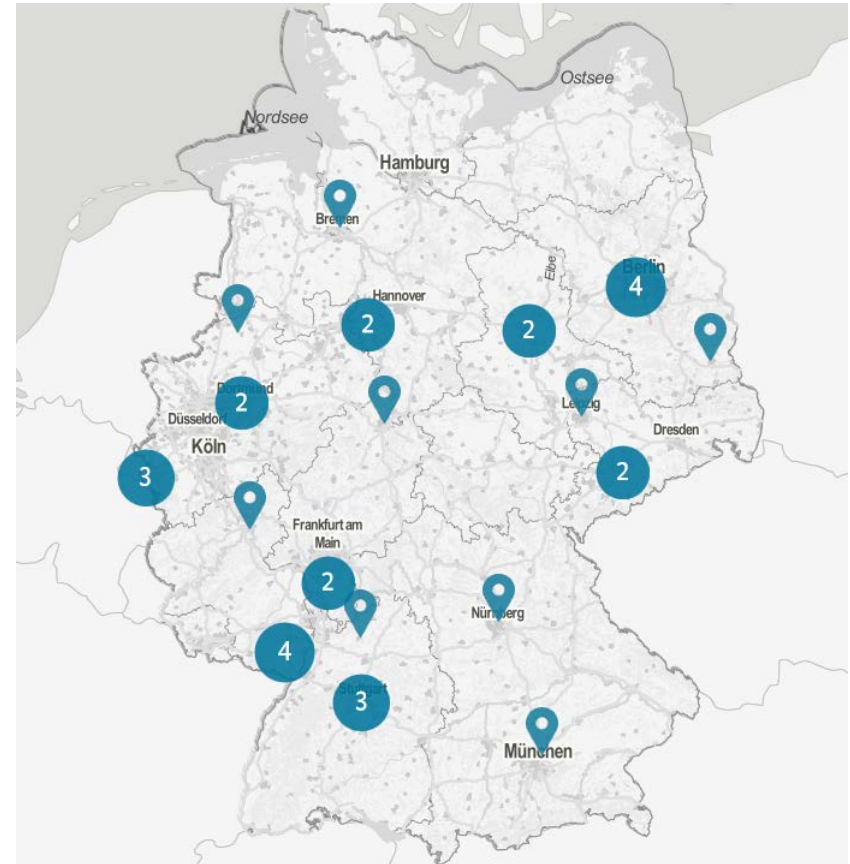 Ostsee
Nordsee
Hamburg
Bremen
Berlin
4
Elbe
Hannover
2
2
Dortmund
2
Düsseldorf
Leipzig
Dresden
Köln
3
2
Frankfurt am
Main
2
Nürnberg
4
Stuttgart
3
München